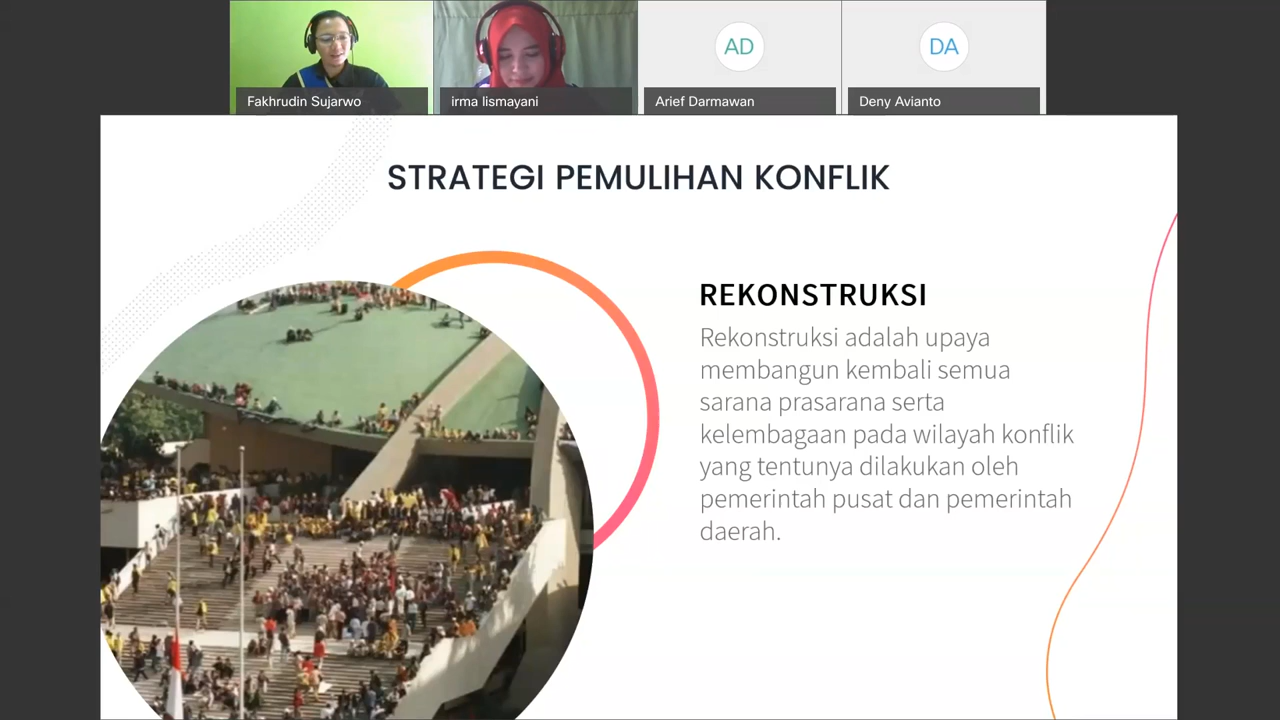 Fakhrudin Sujarwo
irma lismayani
AD
Arief Darmawan
DA
Deny Avianto
STRATEGI PEMULIHAN KONFLIK
REKONSTRUKSI
Rekonstruksi adalah upaya
membangun kembali semua
sarana prasarana serta
kelembagaan pada wilayah konflik
yang tentunya dilakukan oleh
pemerintah pusat dan pemerintah
daerah.